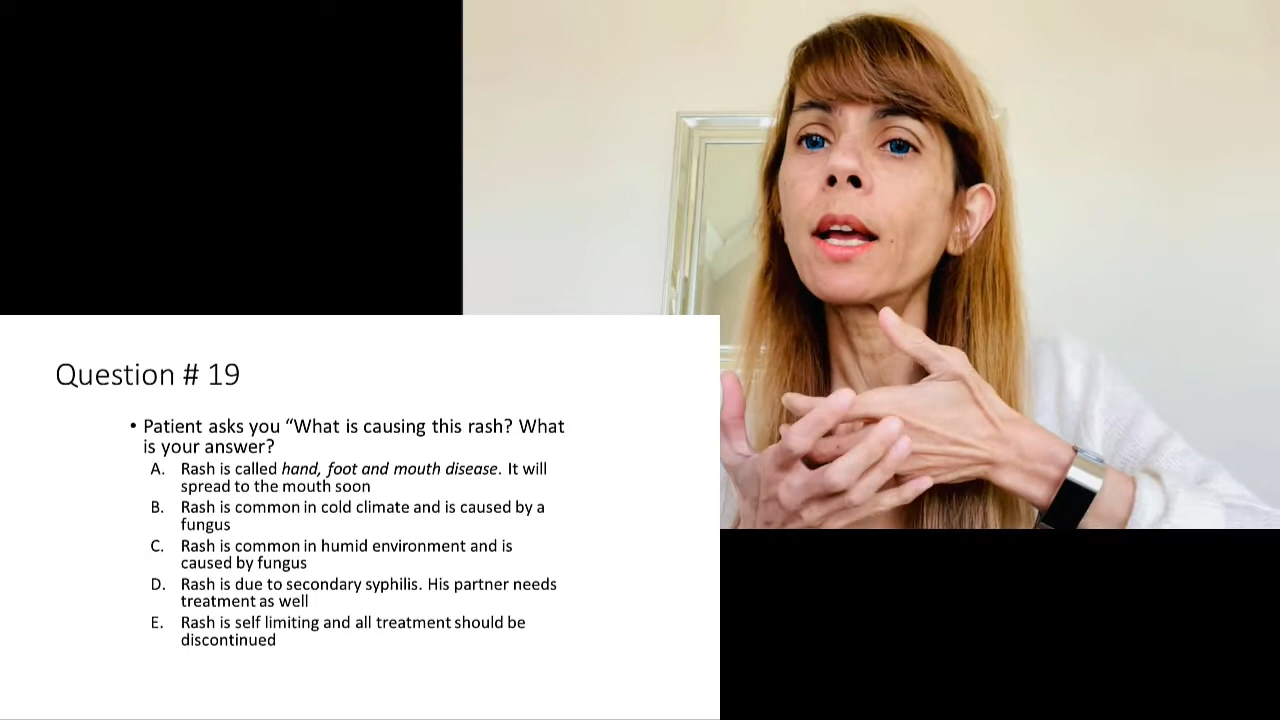 Question # 19
• Patient asks you “What is causing this rash? What
is your answer?
A. Rash is called hand, foot and mouth disease. It will
spread to the mouth soon
B. Rash is common in cold climate and is caused by a
fungus
C. Rash is common in humid environment and is
caused by fungus
D. Rash is due to secondary syphilis. His partner needs
treatment as well
E. Rash is self limiting and all treatment should be
discontinued